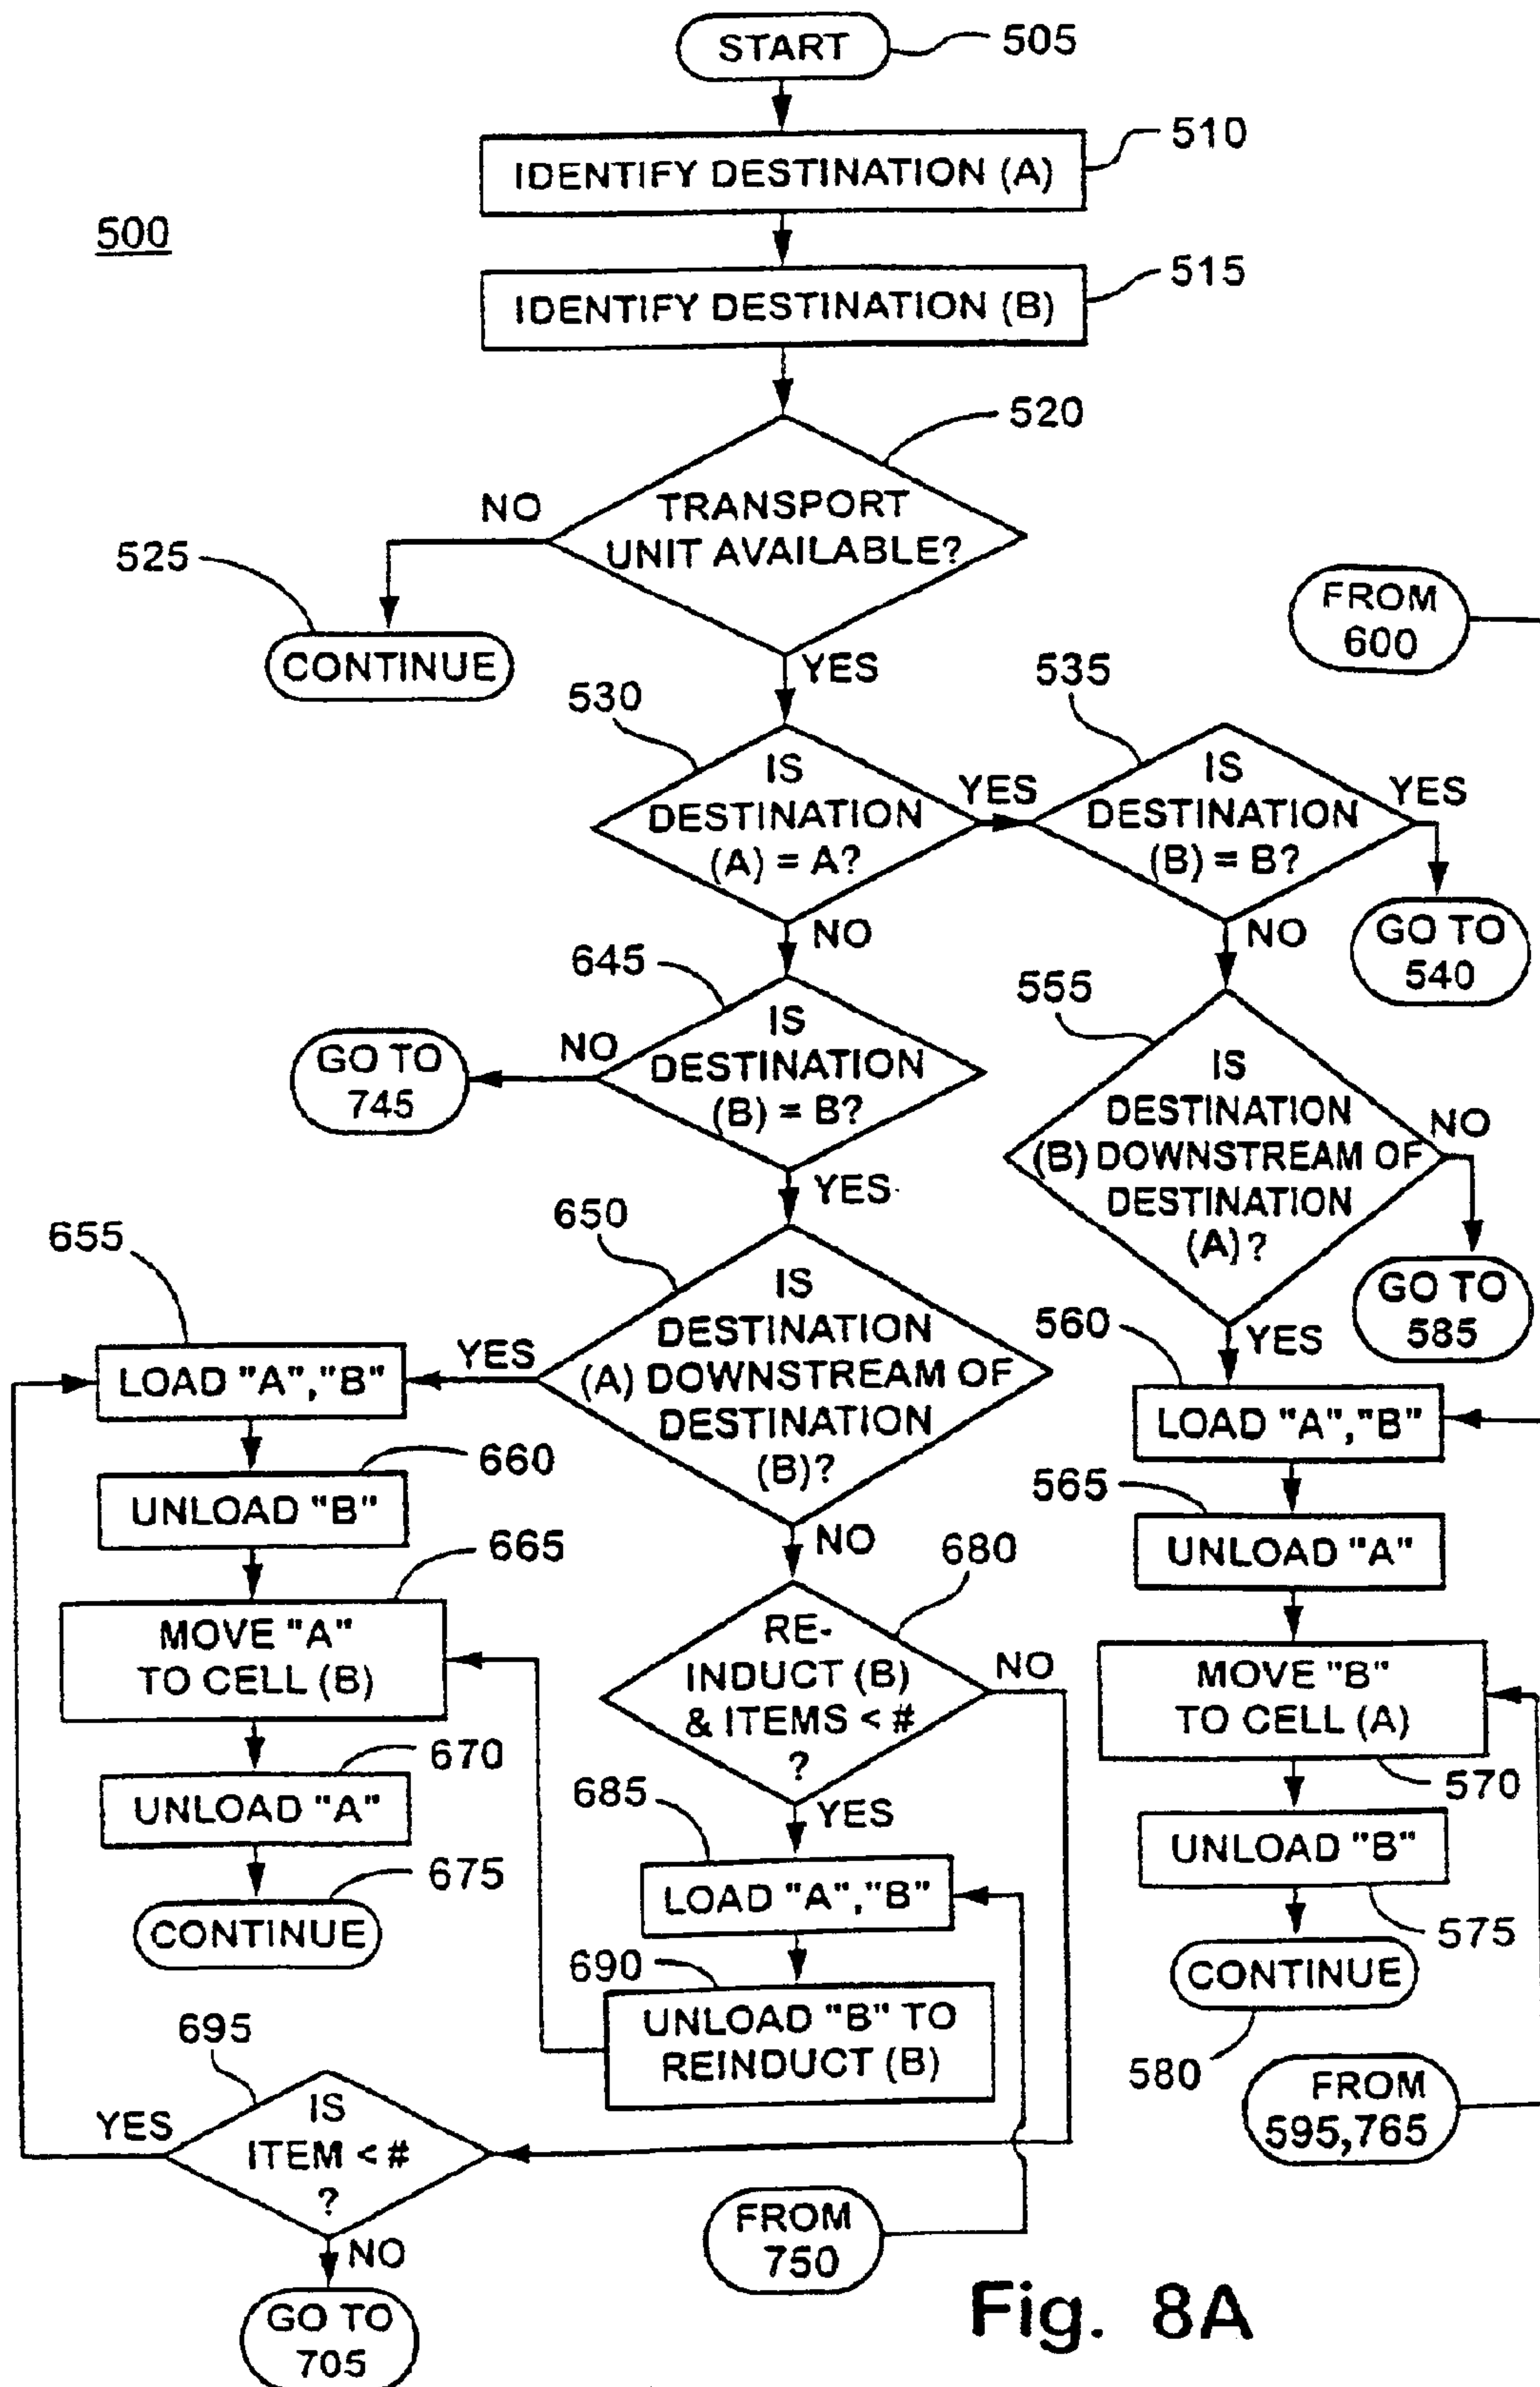 START
505
510
IDENTIFY DESTINATION (A)
500
515
IDENTIFY DESTINATION (B)
520
NO
TRANSPORT
UNIT AVAILABLE?
525
CONTINUE
YES
FROM
600
530
535
IS
DESTINATION
(A) = A?
YES
IS
DESTINATION
(B) = B?
YES
GO TO
540
NO
NO
645
IS
DESTINATION
(B) = B?
NO
GO TO
745
555
IS
DESTINATION
(B) DOWNSTREAM OF
DESTINATION
(A)?
NO
GO TO
585
YES
YES
650
IS
DESTINATION
(A) DOWNSTREAM OF
DESTINATION
(B)?
YES
655
LOAD "A","B"
660
UNLOAD "B"
665
MOVE "A"
TO CELL (B)
670
UNLOAD "A"
675
CONTINUE
NO
680
RE-
INDUCT (B)
& ITEMS < #
?
NO
YES
685
LOAD "A","B"
690
UNLOAD "B" TO
REINDUCT (B)
560
LOAD "A","B"
565
UNLOAD "A"
MOVE "B"
TO CELL (A)
570
UNLOAD "B"
575
CONTINUE
580
FROM
595,765
695
YES
IS
ITEM < #
?
NO
GO TO
705
FROM
750
Fig. 8A